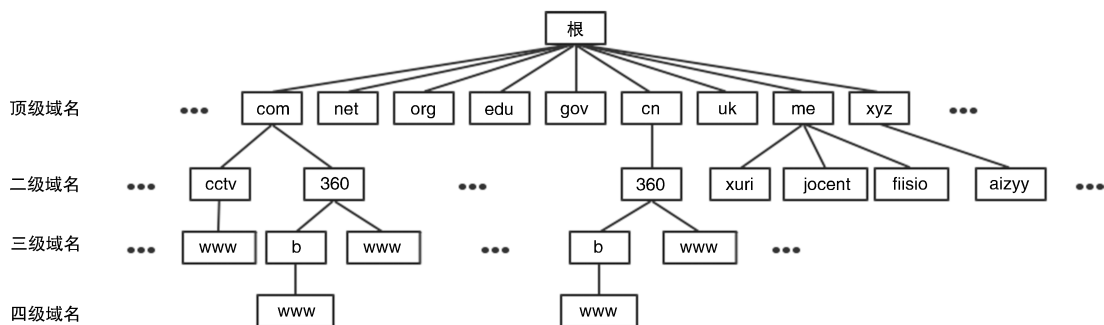 根
顶级域名 ••• com net org edu gov cn uk me xyz •••
二级域名 ••• cctv 360 ••• 360 xuri jocent fiisio aizyy •••
三级域名 ••• www b www ••• b www •••
四级域名 www www